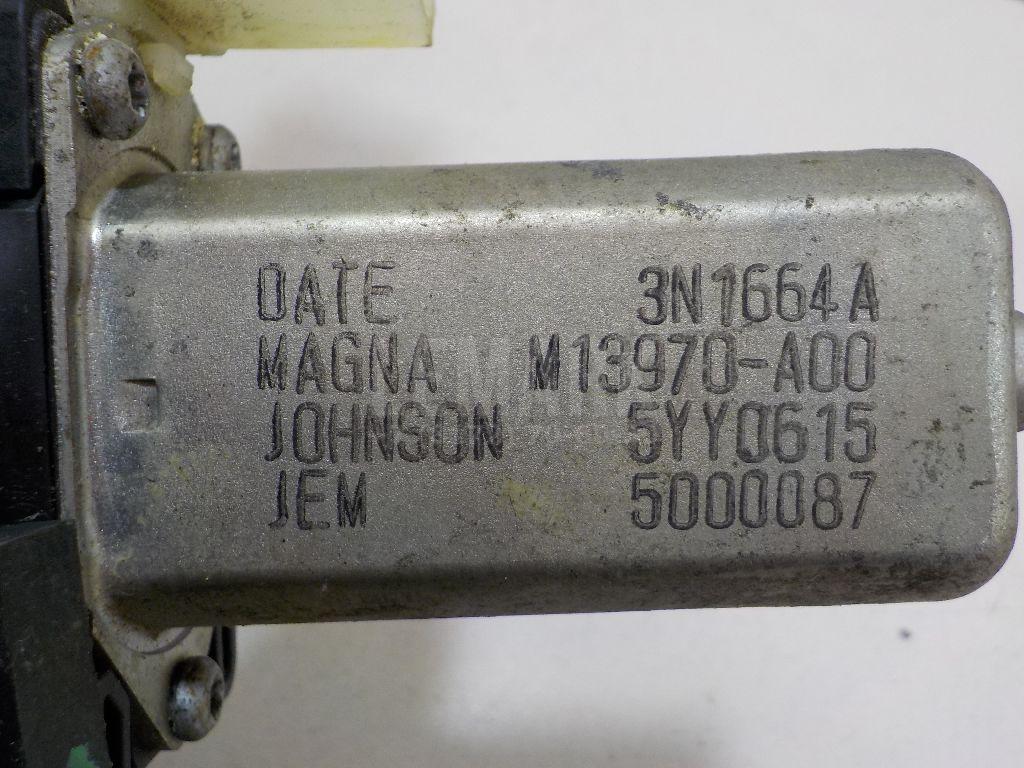 DATE 3N1664A
MAGNA M13970-A00
JOHNSON 5YY0615
JEM 5000087